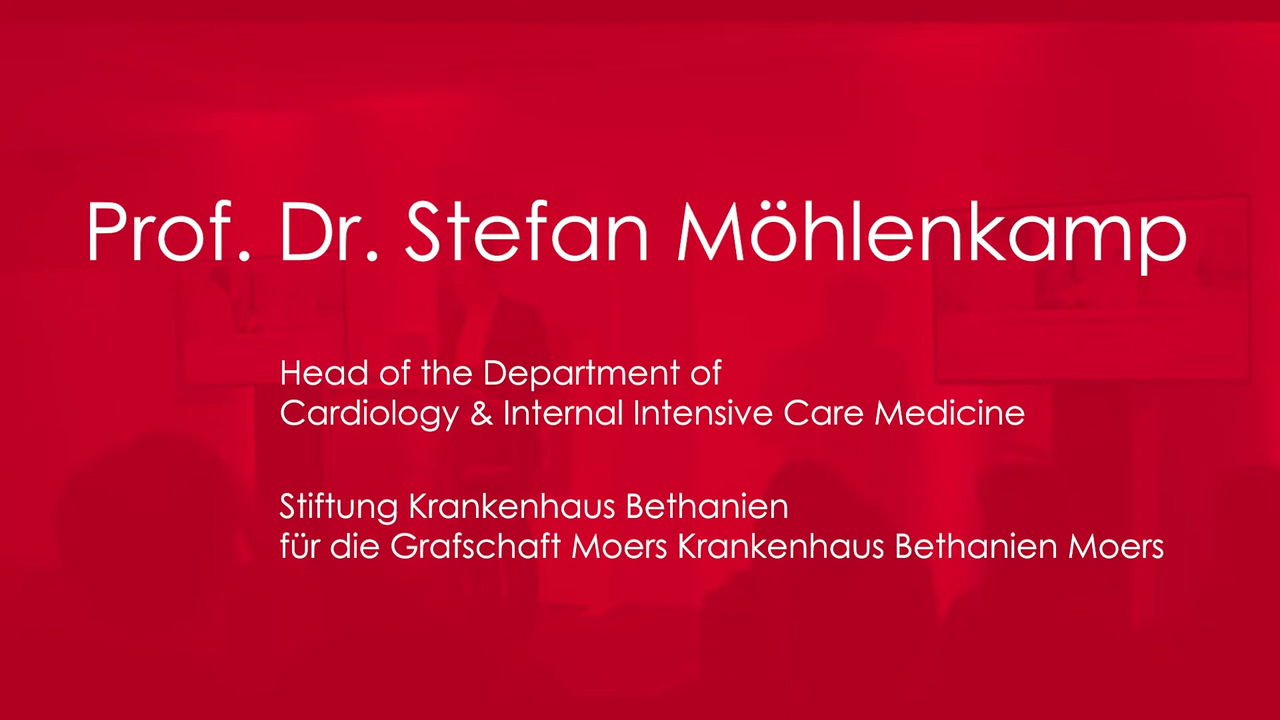 Prof. Dr. Stefan Möhlenkamp
Head of the Department of
Cardiology & Internal Intensive Care Medicine
Stiftung Krankenhaus Bethanien
für die Grafschaft Moers Krankenhaus Bethanien Moers